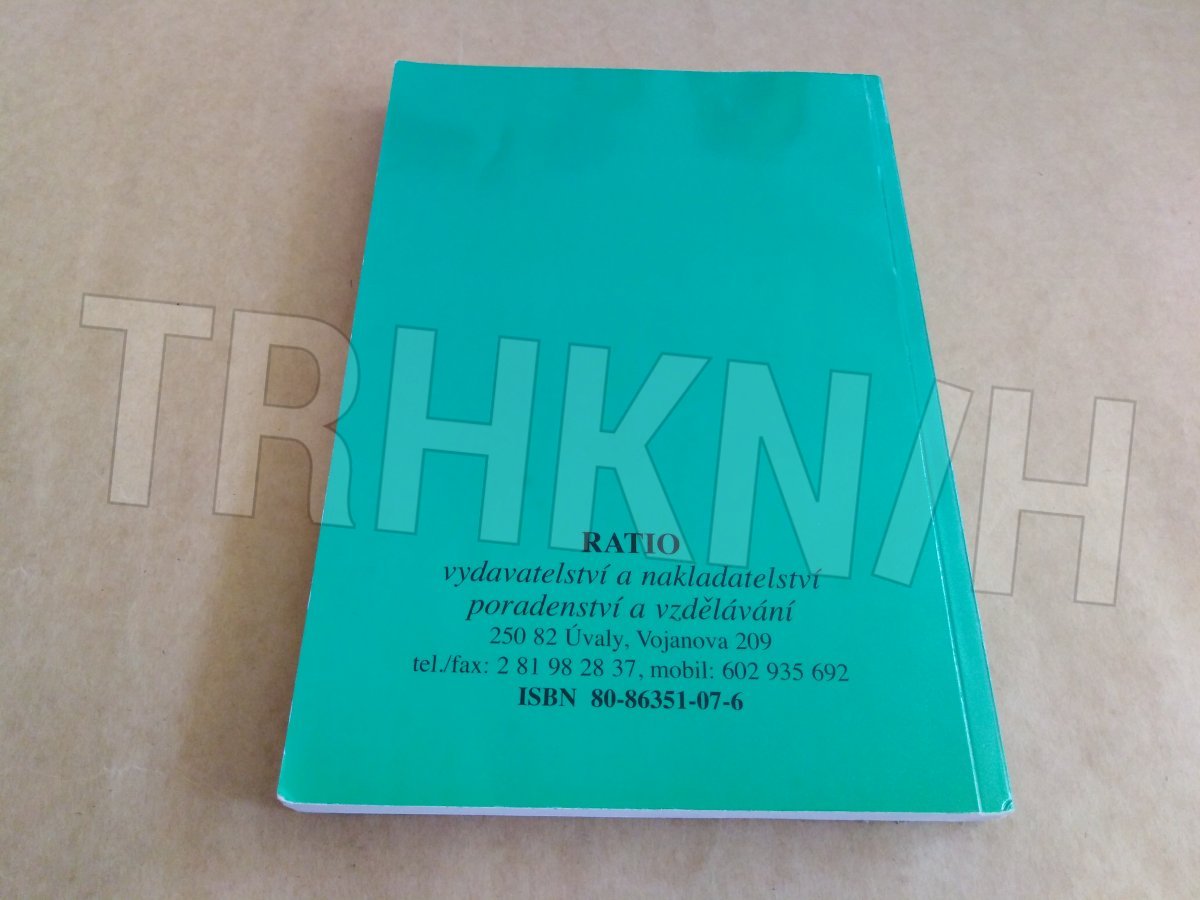 TRHKN/H
RATIO
vydavatelství a nakladatelství
poradenství a vzdělávání
250 82 Úvaly, Vojanova 209
tel./fax: 2 81 98 28 37, mobil: 602 935 692
ISBN 80-86351-07-6